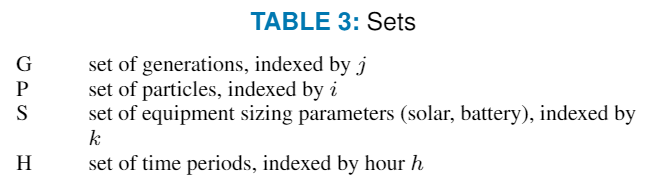 TABLE 3: Sets
G set of generations, indexed by j
P set of particles, indexed by i
S set of equipment sizing parameters (solar, battery), indexed by
k
H set of time periods, indexed by hour h